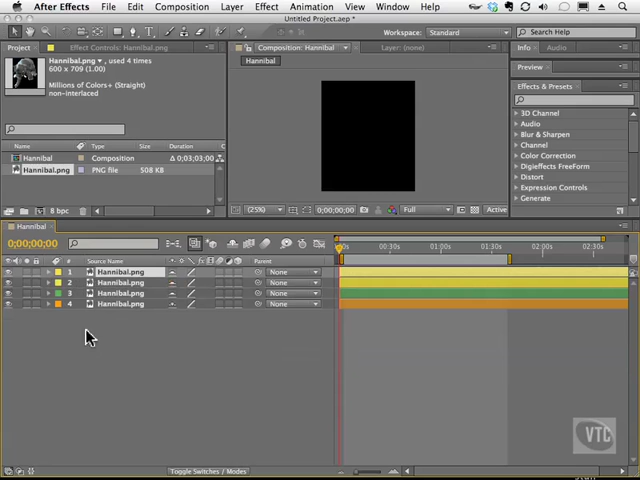 After Effects File Edit Composition Layer Effect Animation View Window Help
Untitled Project.aep *
Workspace: Standard Search Help
Project Effect Controls: Hannibal.png
Composition: Hannibal Layer: (none)
Info Audio
Hannibal.png ▾, used 4 times
600 x 709 (1.00)
Millions of Colors+ (Straight)
non-interlaced
Hannibal
Preview
Effects & Presets
3D Channel
Audio
Blur & Sharpen
Channel
Color Correction
Digieffects FreeForm
Distort
Expression Controls
Generate
Name Type Size Duration
Hannibal Composition Δ 0;03;03;00
Hannibal.png PNG file 508 KB
8 bpc
(25%) 0;00;00;00 Full Active
Hannibal
0;00;00;00
00:30s 01:00s 01:30s 02:00s 02:30s
# Source Name Parent
1 Hannibal.png None
2 Hannibal.png None
3 Hannibal.png None
4 Hannibal.png None
VTC
Toggle Switches / Modes